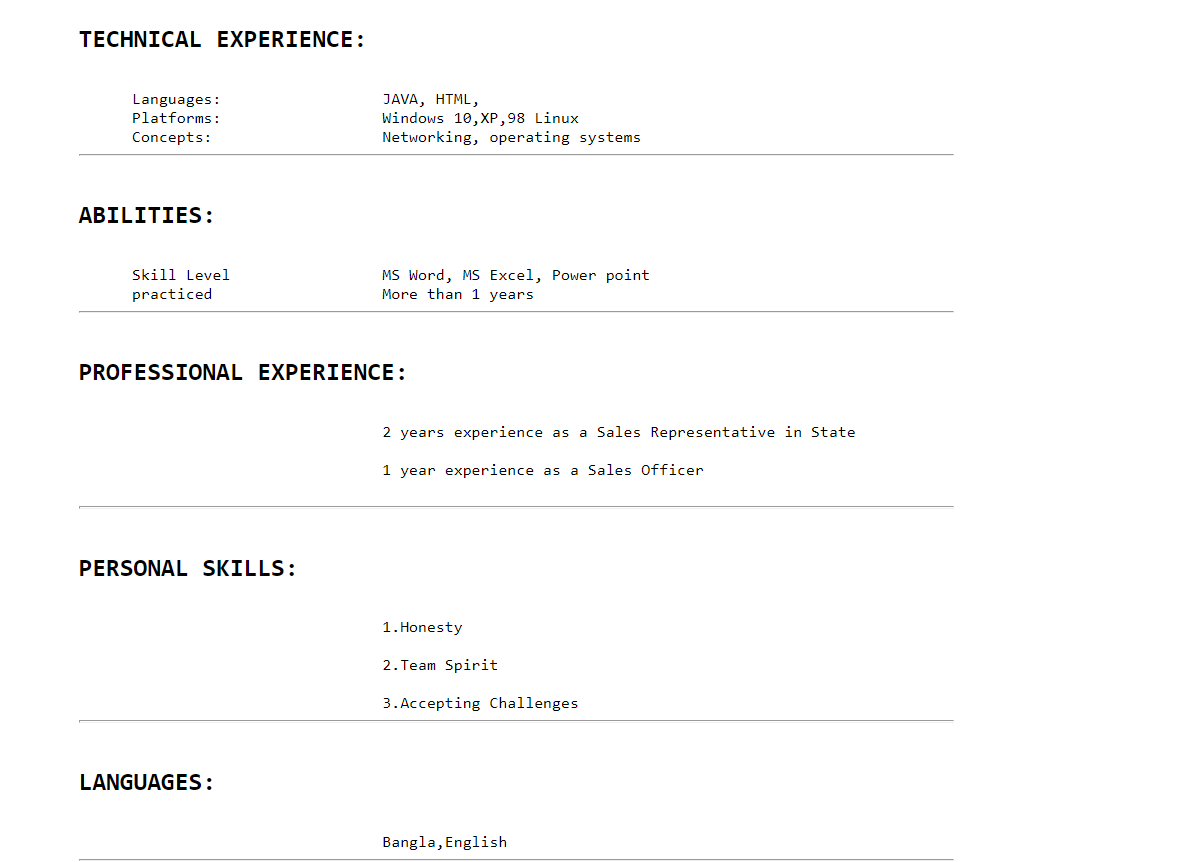 TECHNICAL EXPERIENCE:
Languages: JAVA, HTML,
Platforms: Windows 10,XP,98 Linux
Concepts: Networking, operating systems
ABILITIES:
Skill Level MS Word, MS Excel, Power point
practiced More than 1 years
PROFESSIONAL EXPERIENCE:
2 years experience as a Sales Representative in State
1 year experience as a Sales Officer
PERSONAL SKILLS:
1.Honesty
2.Team Spirit
3.Accepting Challenges
LANGUAGES:
Bangla,English